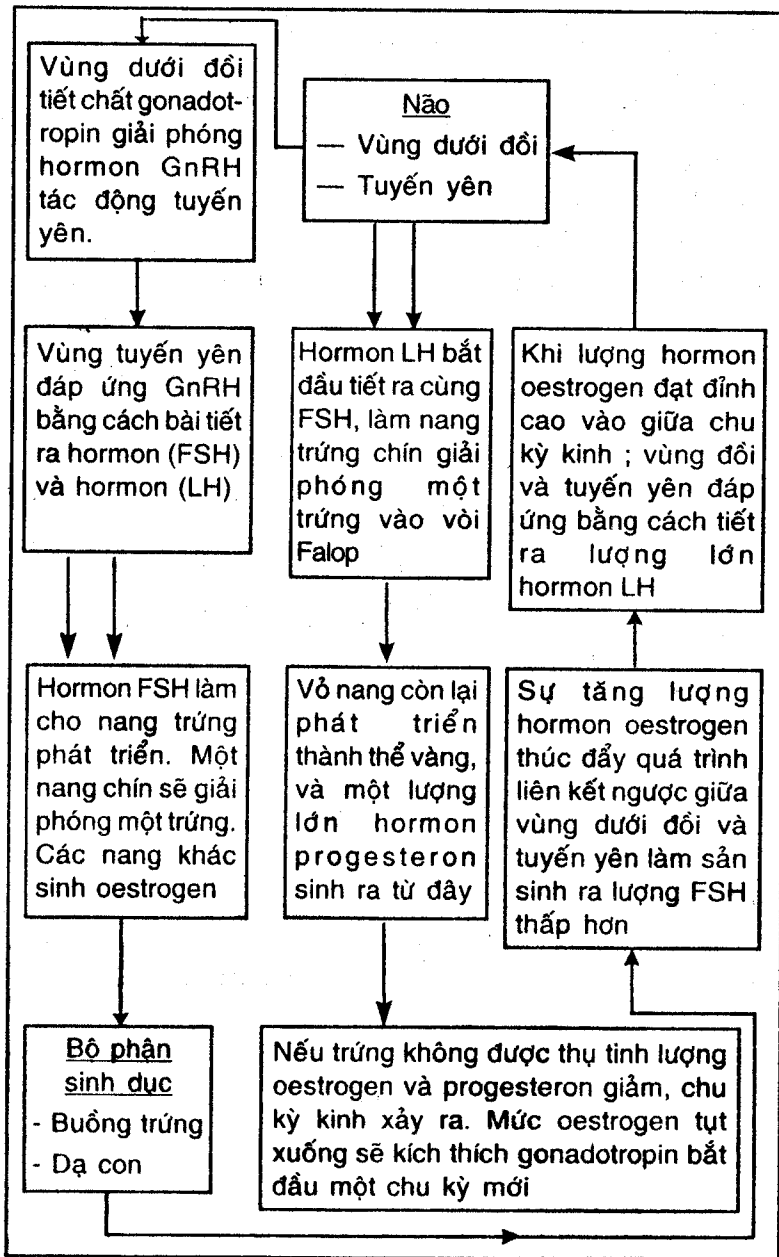 Vùng dưới đồi
tiết chất gonadot-
ropin giải phóng
hormon GnRH
tác động tuyến
yên.
Não
— Vùng dưới đồi
— Tuyến yên
Vùng tuyến yên
đáp ứng GnRH
bằng cách bài tiết
ra hormon (FSH)
và hormon (LH)
Hormon LH bắt
đầu tiết ra cùng
FSH, làm nang
trứng chín giải
phóng một
trứng vào vòi
Falop
Khi lượng hormon
oestrogen đạt đỉnh
cao vào giữa chu
kỳ kinh ; vùng đồi
và tuyến yên đáp
ứng bằng cách tiết
ra lượng lớn
hormon LH
Hormon FSH làm
cho nang trứng
phát triển. Một
nang chín sẽ giải
phóng một trứng.
Các nang khác
sinh oestrogen
Vỏ nang còn lại
phát triển
thành thể vàng,
và một lượng
lớn hormon
progesteron
sinh ra từ đây
Sự tăng lượng
hormon oestrogen
thúc đẩy quá trình
liên kết ngược giữa
vùng dưới đồi và
tuyến yên làm sản
sinh ra lượng FSH
thấp hơn
Bộ phận
sinh dục
- Buồng trứng
- Dạ con
Nếu trứng không được thụ tinh lượng
oestrogen và progesteron giảm, chu
kỳ kinh xảy ra. Mức oestrogen tụt
xuống sẽ kích thích gonadotropin bắt
đầu một chu kỳ mới